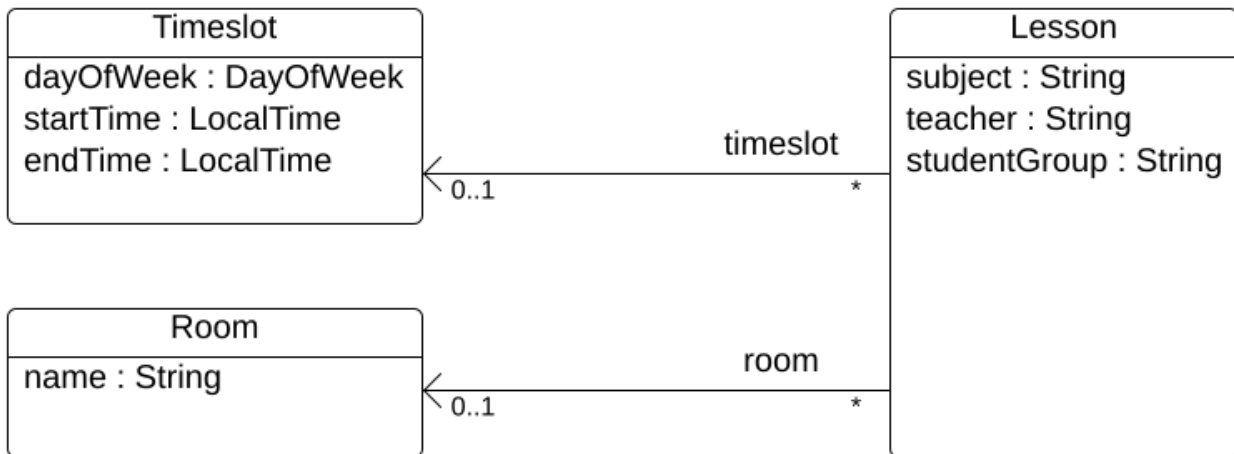 Timeslot
dayOfWeek : DayOfWeek
startTime : LocalTime
endTime : LocalTime
timeslot
0..1
*
Lesson
subject : String
teacher : String
studentGroup : String
Room
name : String
room
0..1
*